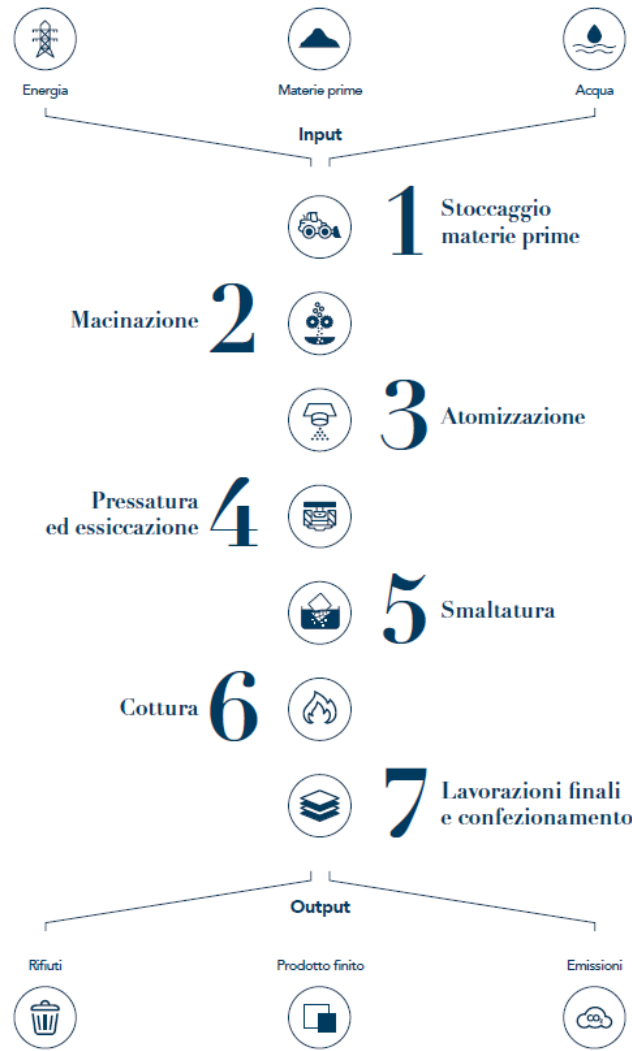 Energia
Materie prime
Acqua
Input
1
Stoccaggio
materie prime
Macinazione
2
3
Atomizzazione
Pressatura
ed essiccazione
4
5
Smaltatura
Cottura
6
7
Lavorazioni finali
e confezionamento
Output
Rifiuti
Prodotto finito
Emissioni
CO₂